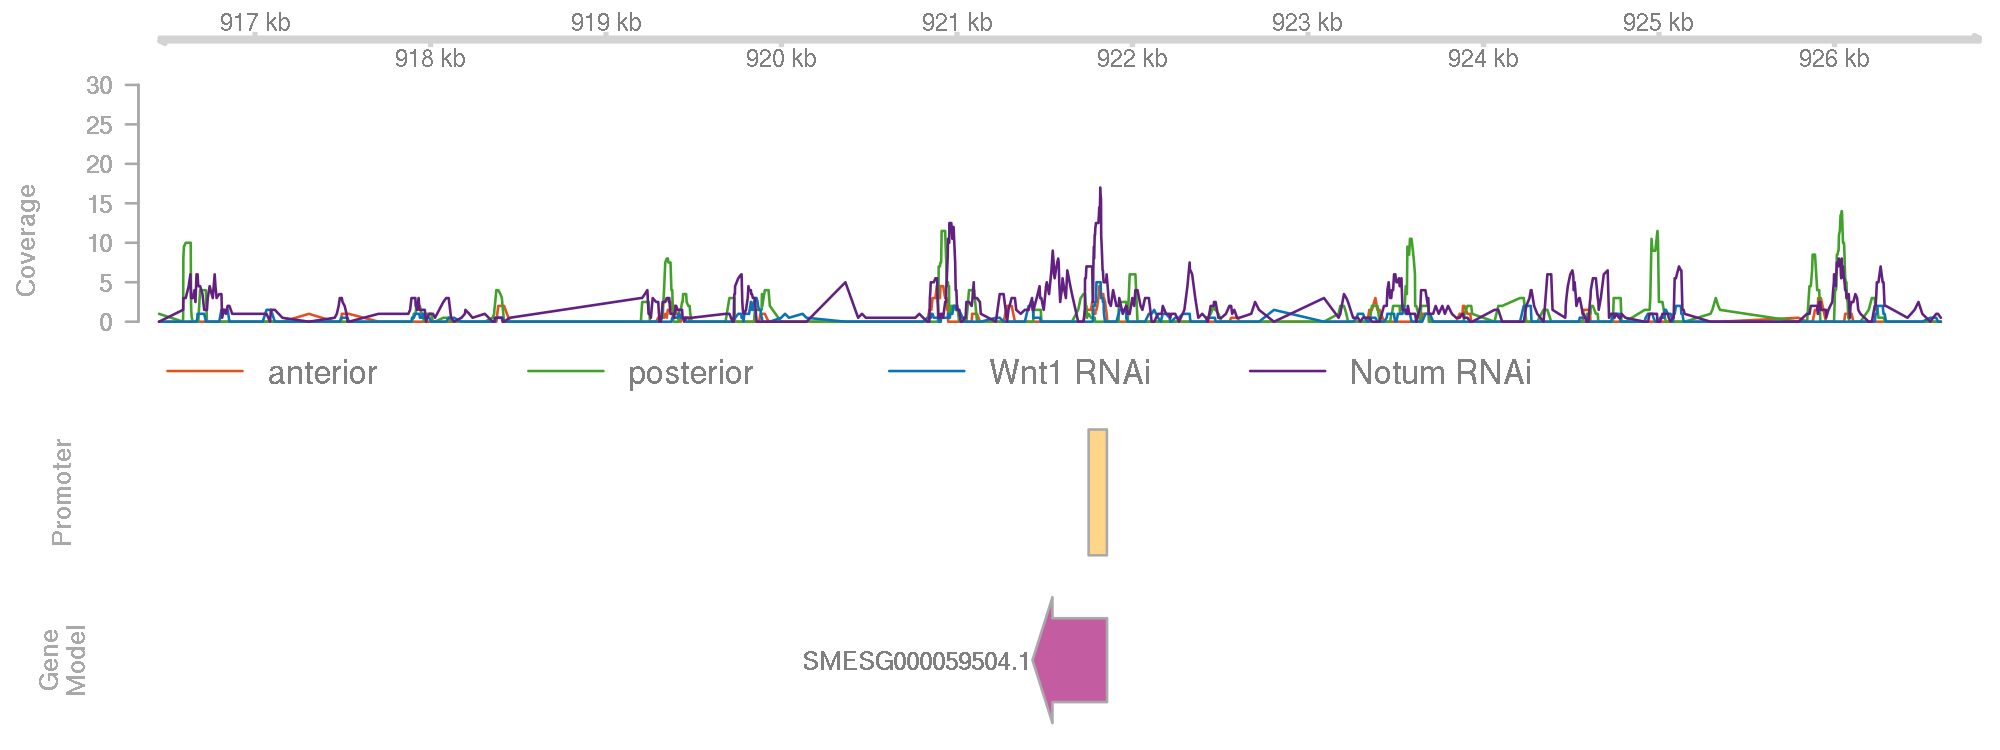 917 kb 919 kb 921 kb 923 kb 925 kb
918 kb 920 kb 922 kb 924 kb 926 kb
30
25
20
15
10
5
0
Coverage
anterior posterior Wnt1 RNAi Notum RNAi
Promoter
Gene
Model
SMESG000059504.1